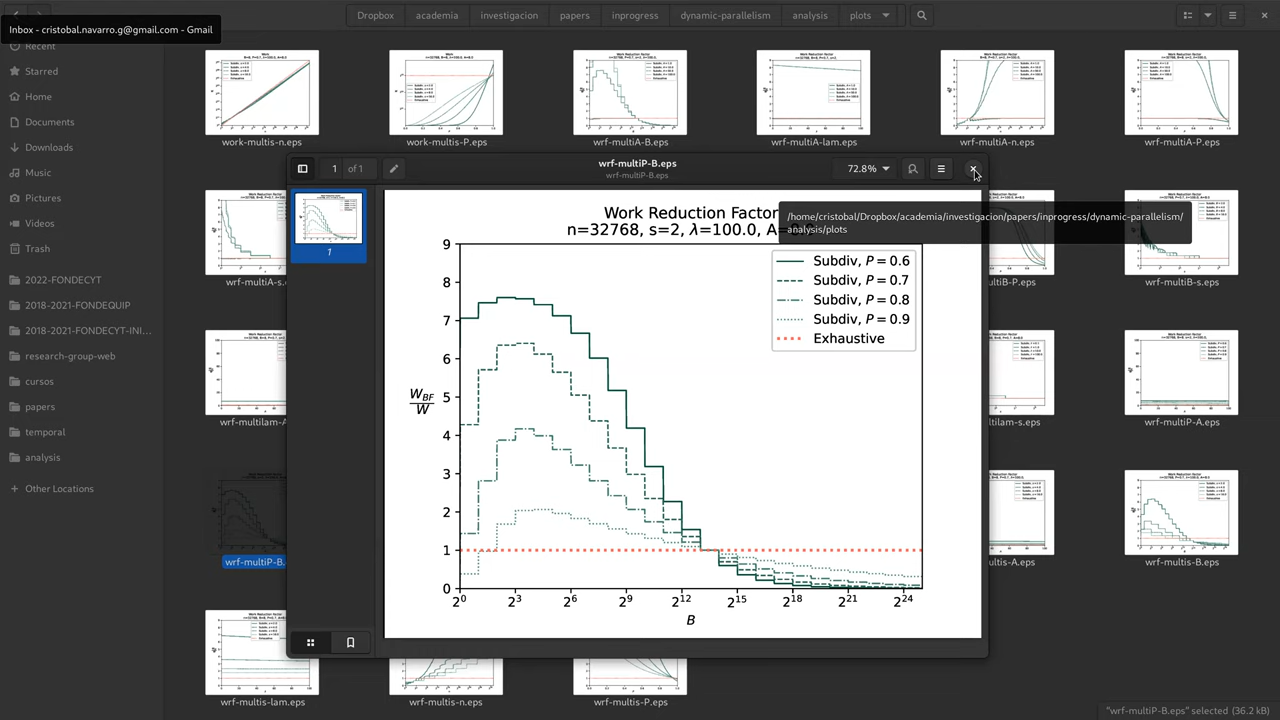 Dropbox academia investigacion papers inprogress dynamic-parallelism analysis plots
Inbox - cristobal.navarro.g@gmail.com - Gmail
Recent
Starred
Home
Documents
Downloads
Music
Pictures
Videos
Trash
2022-FONDECYT
2018-2021-FONDEQUIP
2018-2021-FONDECYT-INI...
research-group-web
cursos
papers
temporal
analysis
Other Locations
work-multis-n.eps
work-multis-P.eps
wrf-multiA-B.eps
wrf-multiA-lam.eps
wrf-multiA-n.eps
wrf-multiA-P.eps
wrf-multiA-s.
ultiB-P.eps
wrf-multiB-s.eps
wrf-multilam-A
ultilam-s.eps
wrf-multiP-A.eps
wrf-multiP-B.
ultis-A.eps
wrf-multis-B.eps
wrf-multis-lam.eps
wrf-multis-n.eps
wrf-multis-P.eps
1 of 1
wrf-multiP-B.eps
wrf-multiP-B.eps
72.8%
1
/home/cristobal/Dropbox/academia/investigacion/papers/inprogress/dynamic-parallelism/
analysis/plots
Work Reduction Factor
n=32768, s=2, λ=100.0, A=
Subdiv, P = 0.6
Subdiv, P = 0.7
Subdiv, P = 0.8
Subdiv, P = 0.9
Exhaustive
W_BF
W
9
8
7
6
5
4
3
2
1
0
2^0 2^3 2^6 2^9 2^12 2^15 2^18 2^21 2^24
B
"wrf-multiP-B.eps" selected (36.2 kB)